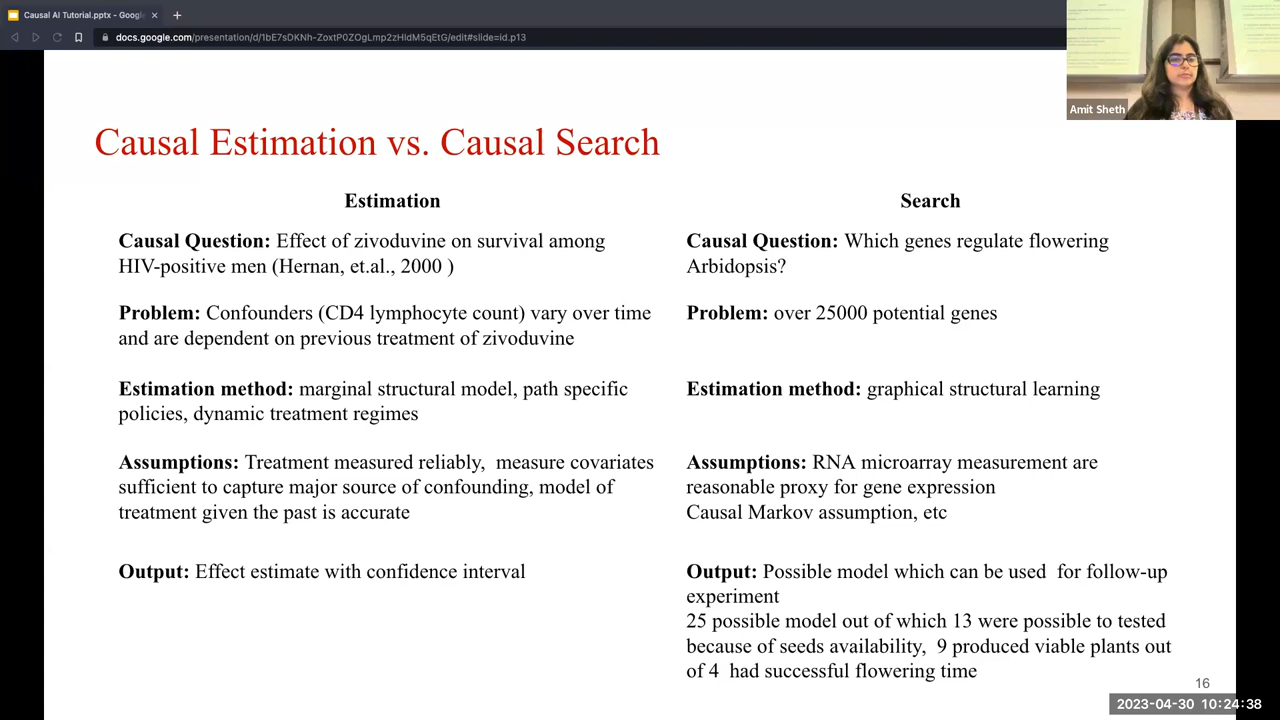 Causal AI Tutorial.pptx - Googl
docs.google.com/presentation/d/1bE7sDKNh-ZoxtP0ZOgLmzlzzHldM5qEtG/edit#slide=id.p13
Amit Sheth
Causal Estimation vs. Causal Search
Estimation
Causal Question: Effect of zivoduvine on survival among
HIV-positive men (Hernan, et.al., 2000 )
Problem: Confounders (CD4 lymphocyte count) vary over time
and are dependent on previous treatment of zivoduvine
Estimation method: marginal structural model, path specific
policies, dynamic treatment regimes
Assumptions: Treatment measured reliably, measure covariates
sufficient to capture major source of confounding, model of
treatment given the past is accurate
Output: Effect estimate with confidence interval
Search
Causal Question: Which genes regulate flowering
Arbidopsis?
Problem: over 25000 potential genes
Estimation method: graphical structural learning
Assumptions: RNA microarray measurement are
reasonable proxy for gene expression
Causal Markov assumption, etc
Output: Possible model which can be used for follow-up
experiment
25 possible model out of which 13 were possible to tested
because of seeds availability, 9 produced viable plants out
of 4 had successful flowering time
16
2023-04-30 10:24:38